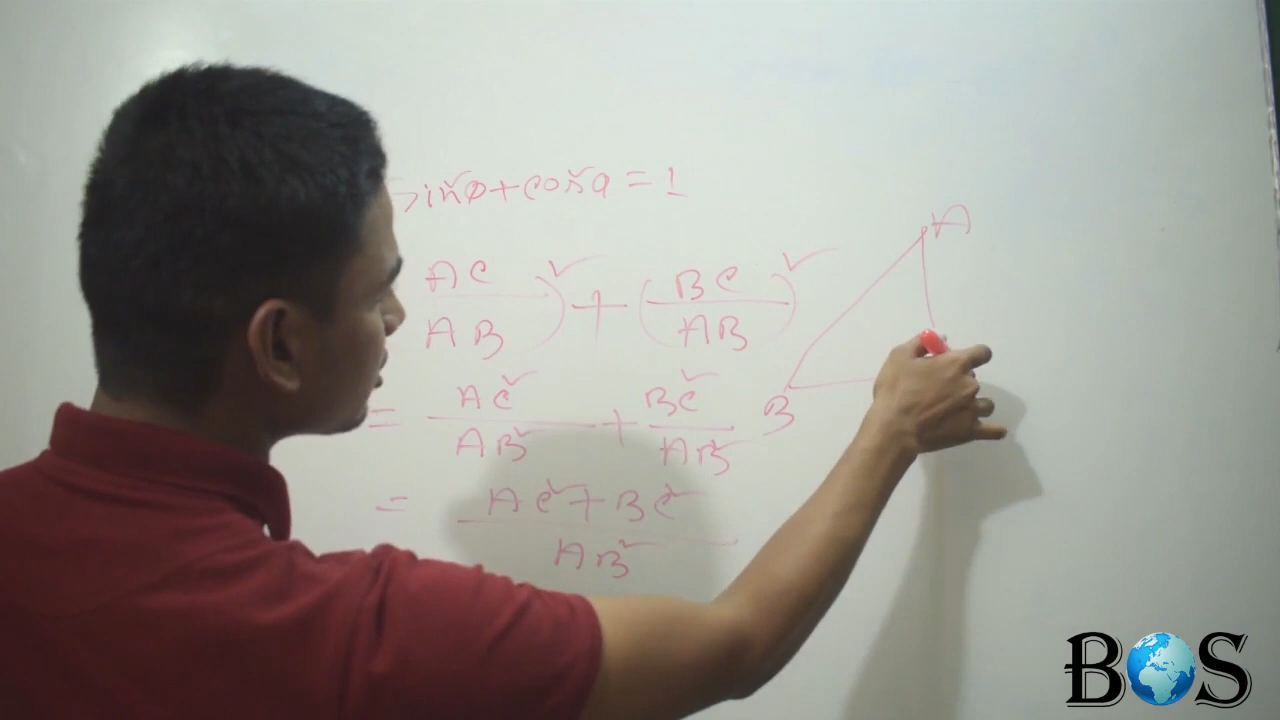 sin²θ+cos²θ = 1
A
(AC/AB)² + (BC/AB)²
= AC²/AB² + BC²/AB²
B
= AC²+BC²/AB²
BOS